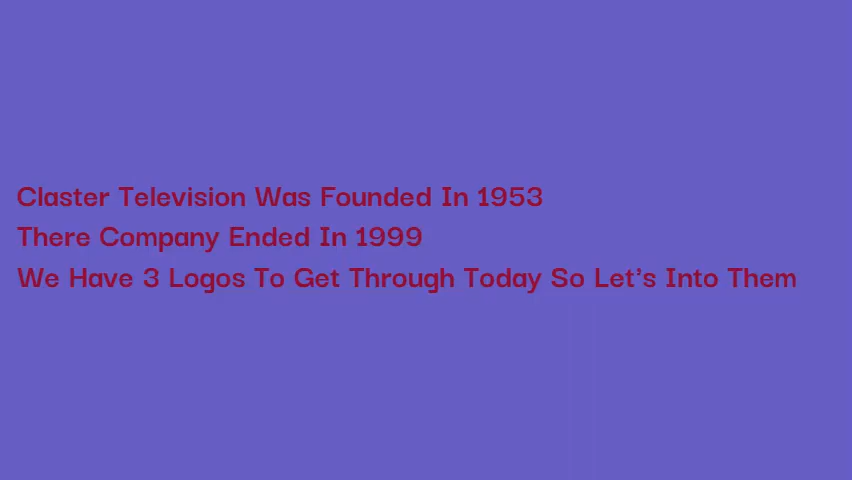 Claster Television Was Founded In 1953
There Company Ended In 1999
We Have 3 Logos To Get Through Today So Let's Into Them